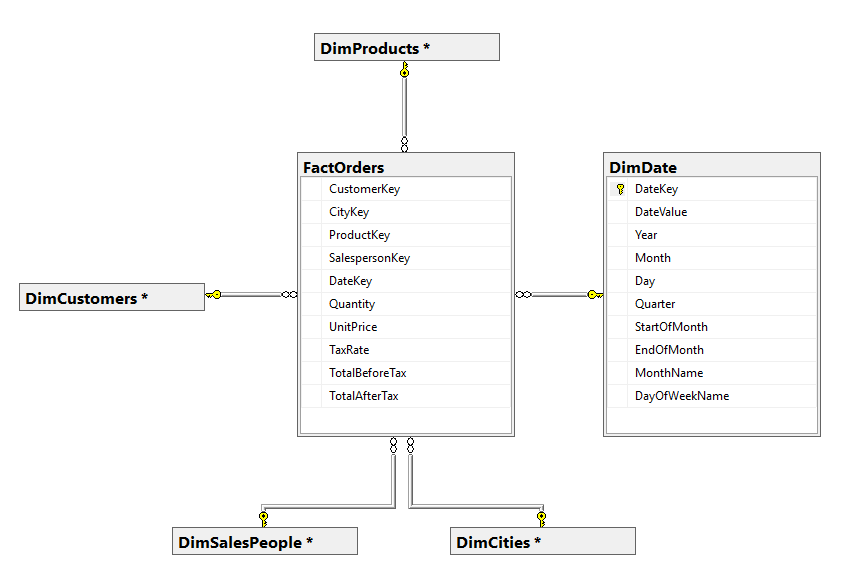 DimProducts *
FactOrders
CustomerKey
CityKey
ProductKey
SalespersonKey
DateKey
Quantity
UnitPrice
TaxRate
TotalBeforeTax
TotalAfterTax
DimDate
DateKey
DateValue
Year
Month
Day
Quarter
StartOfMonth
EndOfMonth
MonthName
DayOfWeekName
DimCustomers *
DimSalesPeople *
DimCities *